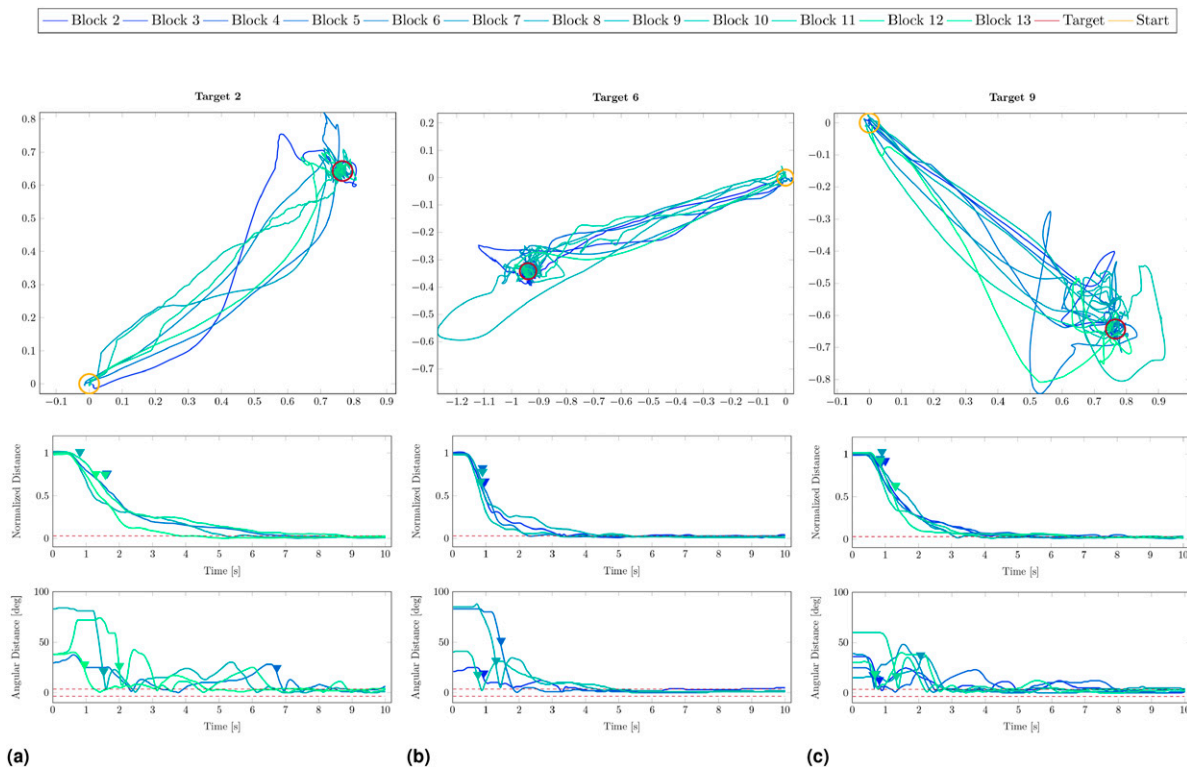 Block 2 Block 3 Block 4 Block 5 Block 6 Block 7 Block 8 Block 9 Block 10 Block 11 Block 12 Block 13 Target Start
Target 2
0.8
0.7
0.6
0.5
0.4
0.3
0.2
0.1
0
−0.1 0 0.1 0.2 0.3 0.4 0.5 0.6 0.7 0.8 0.9
Normalized Distance
1
0.5
0
0 1 2 3 4 5 6 7 8 9 10
Time [s]
Angular Distance [deg]
100
50
0
0 1 2 3 4 5 6 7 8 9 10
Time [s]
(a)
Target 6
0.2
0.1
0
−0.1
−0.2
−0.3
−0.4
−0.5
−0.6
−0.7
−1.2 −1.1 −1 −0.9 −0.8 −0.7 −0.6 −0.5 −0.4 −0.3 −0.2 −0.1 0
Normalized Distance
1
0.5
0
0 1 2 3 4 5 6 7 8 9 10
Time [s]
Angular Distance [deg]
100
50
0
0 1 2 3 4 5 6 7 8 9 10
Time [s]
(b)
Target 9
0
−0.1
−0.2
−0.3
−0.4
−0.5
−0.6
−0.7
−0.8
−0.1 0 0.1 0.2 0.3 0.4 0.5 0.6 0.7 0.8 0.9
Normalized Distance
1
0.5
0
0 1 2 3 4 5 6 7 8 9 10
Time [s]
Angular Distance [deg]
100
50
0
0 1 2 3 4 5 6 7 8 9 10
Time [s]
(c)